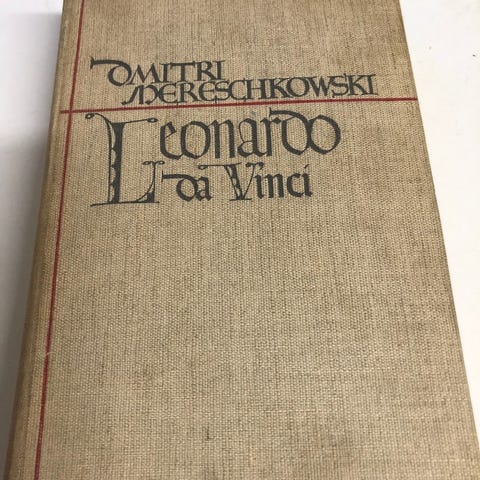 DMITRI
MERESCHKOWSKI
Leonardo
da Vinci